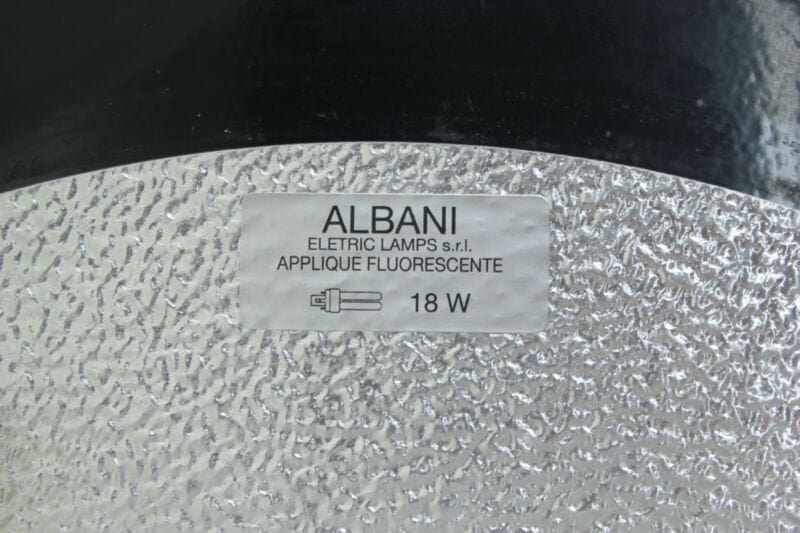 ALBANI
ELETRIC LAMPS s.r.l.
APPLIQUE FLUORESCENTE
18 W